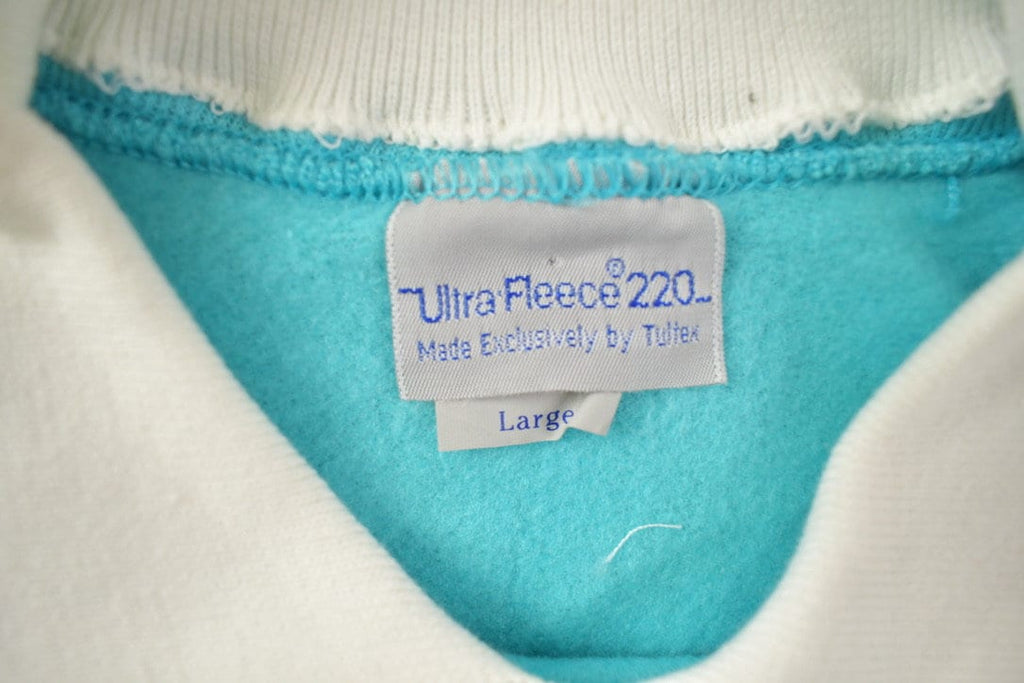 Ultra-Fleece® 220
Made Exclusively by Tultex
Large